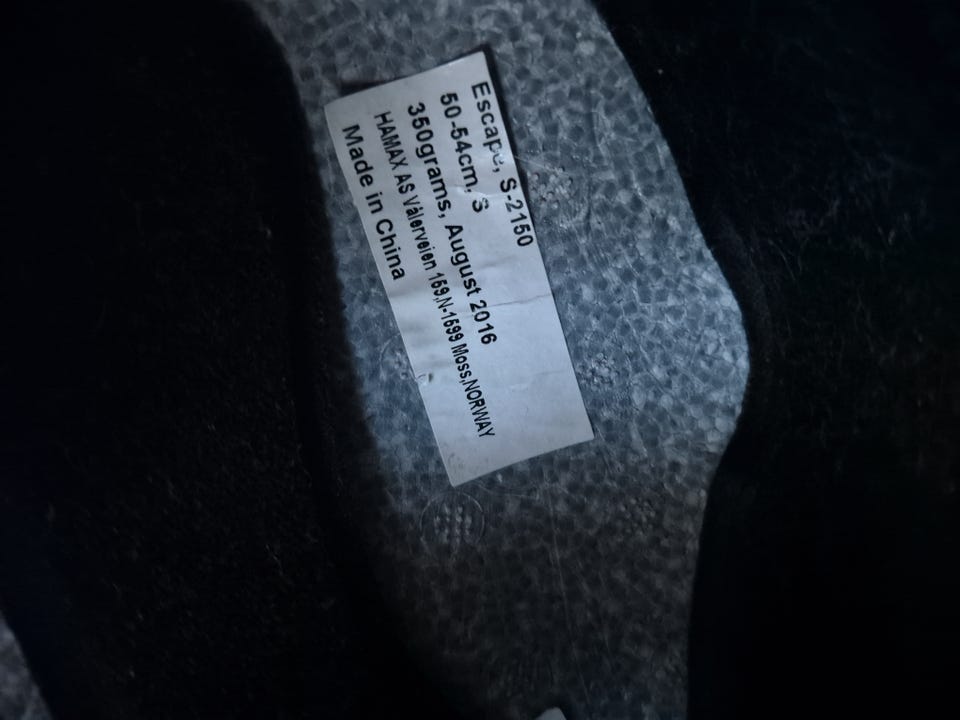 Escape, S-2150
50-54cm, S
350grams, August 2016
HAMAX AS Vålerveien 159,N-1599 Moss,NORWAY
Made in China